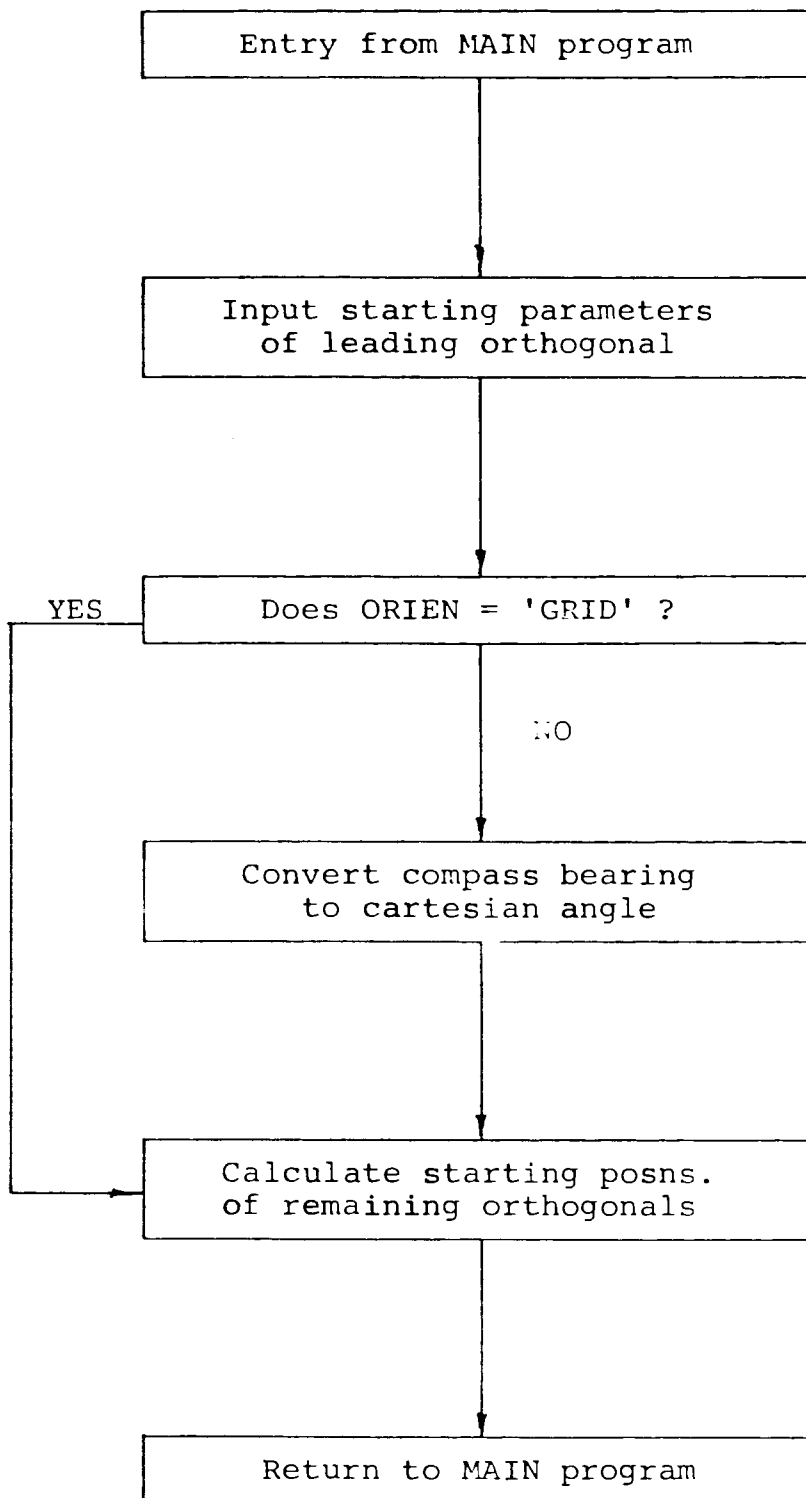 Entry from MAIN program
Input starting parameters
of leading orthogonal
YES
Does ORIEN = 'GRID' ?
NO
Convert compass bearing
to cartesian angle
Calculate starting posns.
of remaining orthogonals
Return to MAIN program